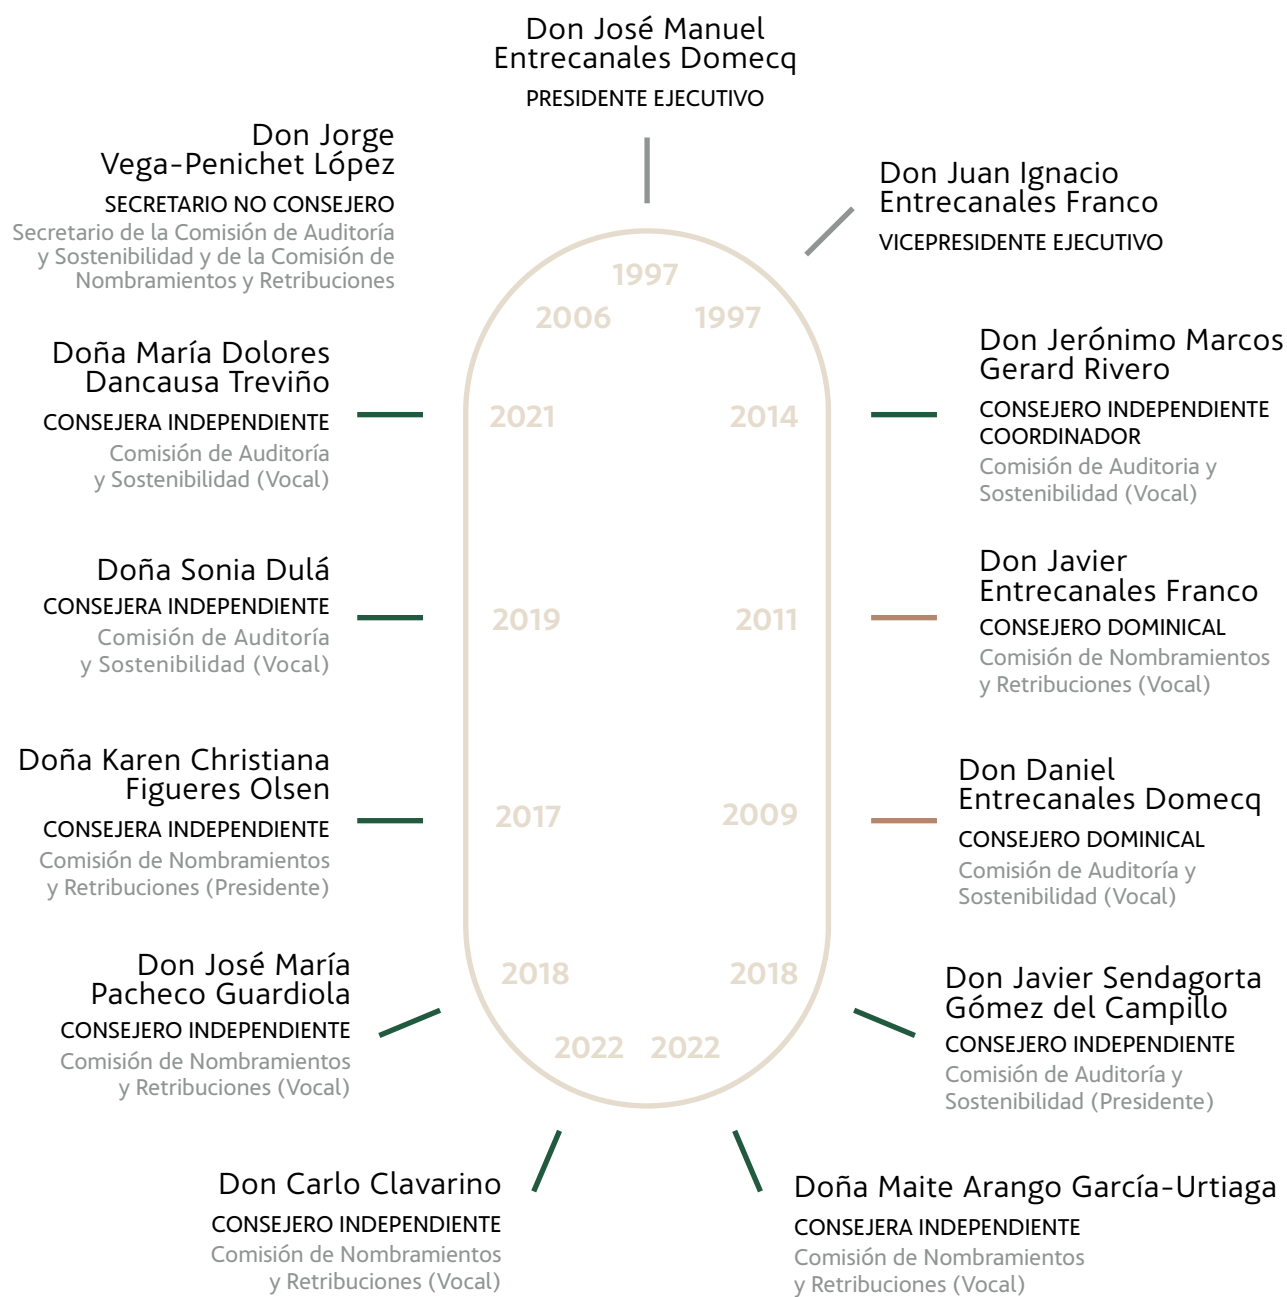 Don José Manuel
Entrecanales Domecq
PRESIDENTE EJECUTIVO
Don Jorge
Vega-Penichet López
SECRETARIO NO CONSEJERO
Secretario de la Comisión de Auditoría
y Sostenibilidad y de la Comisión de
Nombramientos y Retribuciones
Don Juan Ignacio
Entrecanales Franco
VICEPRESIDENTE EJECUTIVO
1997
2006
1997
Doña María Dolores
Dancausa Treviño
CONSEJERA INDEPENDIENTE
Comisión de Auditoría
y Sostenibilidad (Vocal)
2021
2014
Don Jerónimo Marcos
Gerard Rivero
CONSEJERO INDEPENDIENTE
COORDINADOR
Comisión de Auditoria y
Sostenibilidad (Vocal)
Doña Sonia Dulá
CONSEJERA INDEPENDIENTE
Comisión de Auditoría
y Sostenibilidad (Vocal)
2019
2011
Don Javier
Entrecanales Franco
CONSEJERO DOMINICAL
Comisión de Nombramientos
y Retribuciones (Vocal)
Doña Karen Christiana
Figueres Olsen
CONSEJERA INDEPENDIENTE
Comisión de Nombramientos
y Retribuciones (Presidente)
2017
2009
Don Daniel
Entrecanales Domecq
CONSEJERO DOMINICAL
Comisión de Auditoría y
Sostenibilidad (Vocal)
Don José María
Pacheco Guardiola
CONSEJERO INDEPENDIENTE
Comisión de Nombramientos
y Retribuciones (Vocal)
2018
2018
Don Javier Sendagorta
Gómez del Campillo
CONSEJERO INDEPENDIENTE
Comisión de Auditoría y
Sostenibilidad (Presidente)
2022
2022
Don Carlo Clavarino
CONSEJERO INDEPENDIENTE
Comisión de Nombramientos
y Retribuciones (Vocal)
Doña Maite Arango García-Urtiaga
CONSEJERA INDEPENDIENTE
Comisión de Nombramientos
y Retribuciones (Vocal)